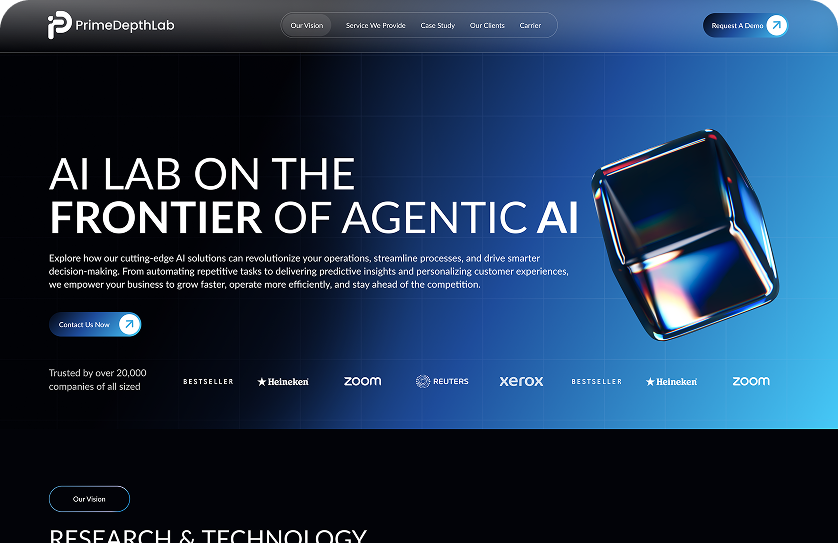 PrimeDepthLab
Our Vision Service We Provide Case Study Our Clients Carrier
Request A Demo
AI LAB ON THE
FRONTIER OF AGENTIC AI
Explore how our cutting-edge AI solutions can revolutionize your operations, streamline processes, and drive smarter
decision-making. From automating repetitive tasks to delivering predictive insights and personalizing customer experiences,
we empower your business to grow faster, operate more efficiently, and stay ahead of the competition.
Contact Us Now
Trusted by over 20,000
companies of all sized
BESTSELLER Heineken zoom REUTERS xerox BESTSELLER Heineken zoom
Our Vision
RESEARCH & TECHNOLOGY